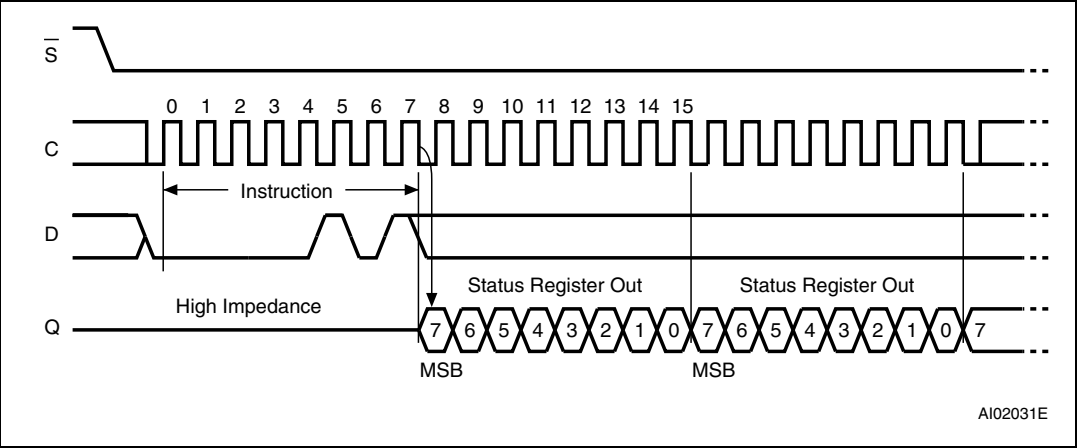 S
0 1 2 3 4 5 6 7 8 9 10 11 12 13 14 15
C
Instruction
D
Status Register Out Status Register Out
High Impedance
Q 7 6 5 4 3 2 1 0 7 6 5 4 3 2 1 0 7
MSB MSB
AI02031E